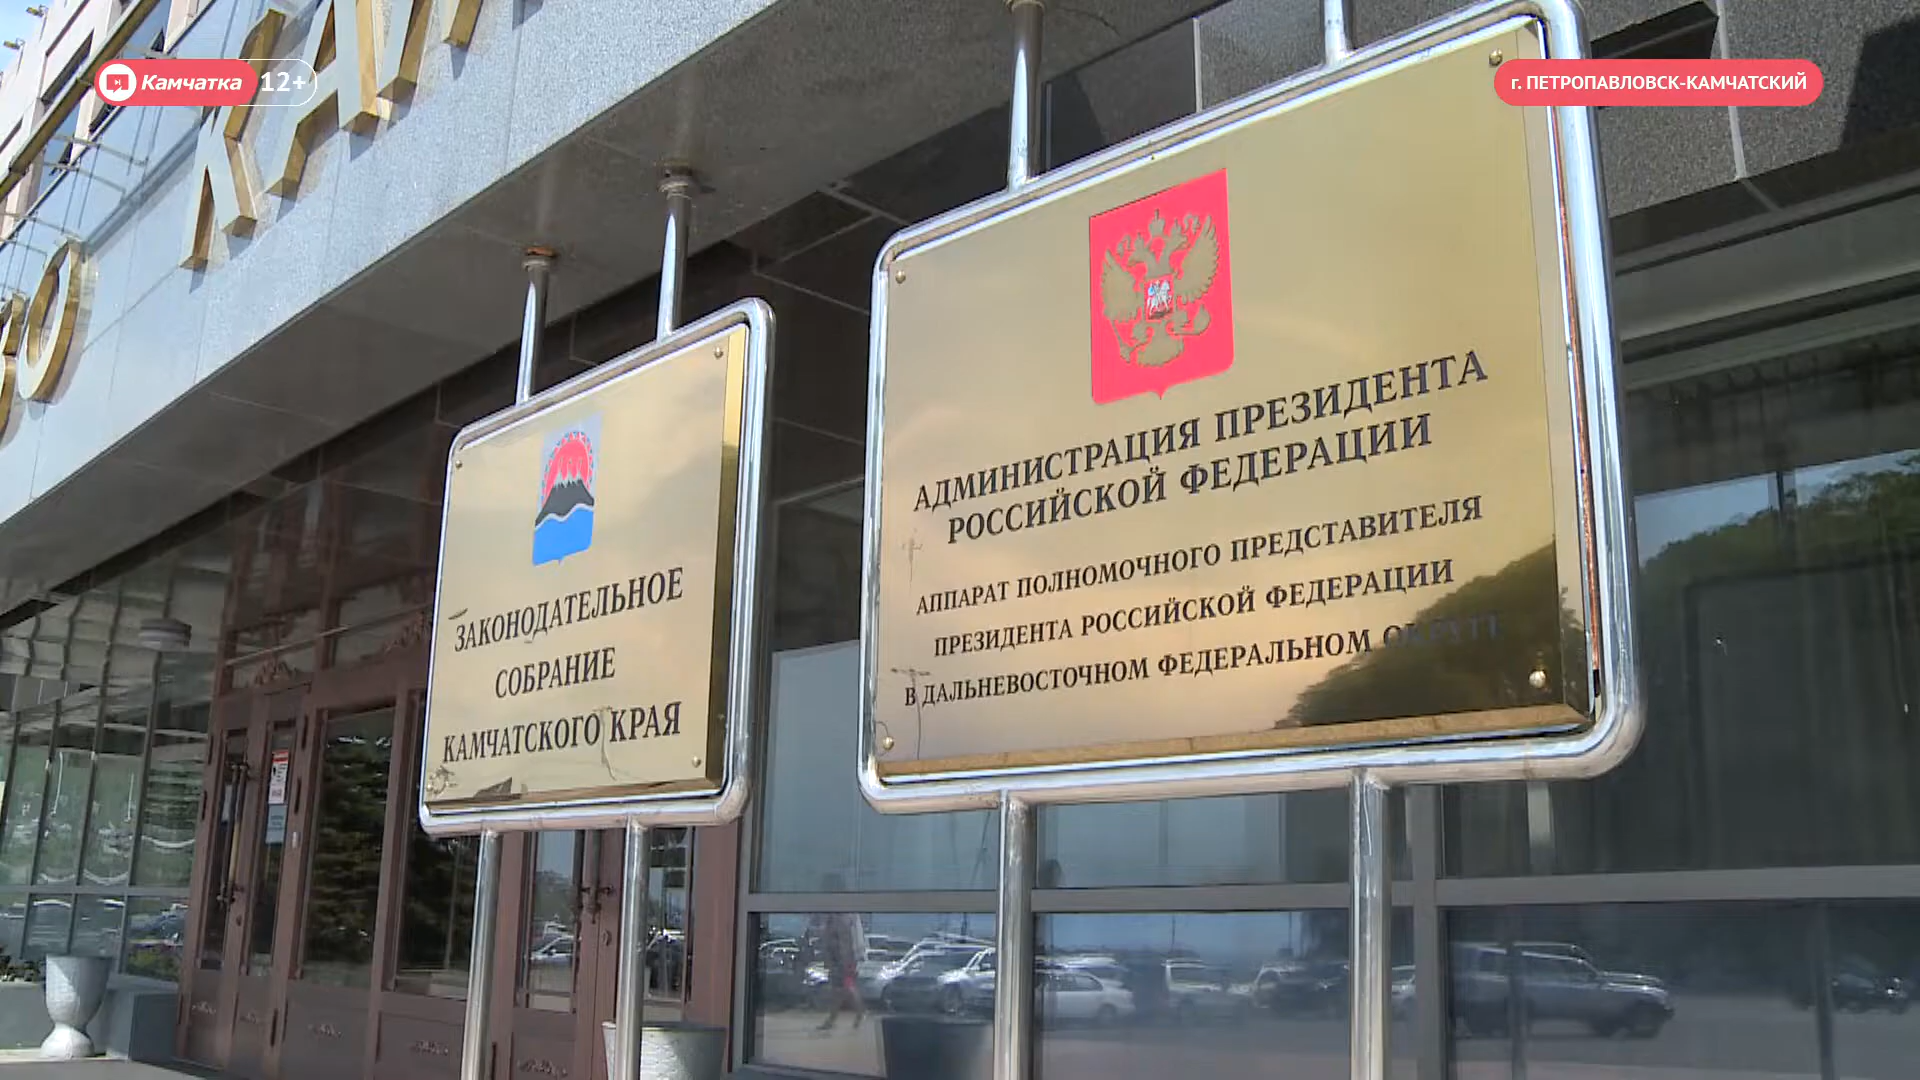 Камчатка 12+
г. ПЕТРОПАВЛОВСК-КАМЧАТСКИЙ
АДМИНИСТРАЦИЯ ПРЕЗИДЕНТА
РОССИЙСКОЙ ФЕДЕРАЦИИ
АППАРАТ ПОЛНОМОЧНОГО ПРЕДСТАВИТЕЛЯ
ПРЕЗИДЕНТА РОССИЙСКОЙ ФЕДЕРАЦИИ
В ДАЛЬНЕВОСТОЧНОМ ФЕДЕРАЛЬНОМ ОКРУГЕ
ЗАКОНОДАТЕЛЬНОЕ
СОБРАНИЕ
КАМЧАТСКОГО КРАЯ